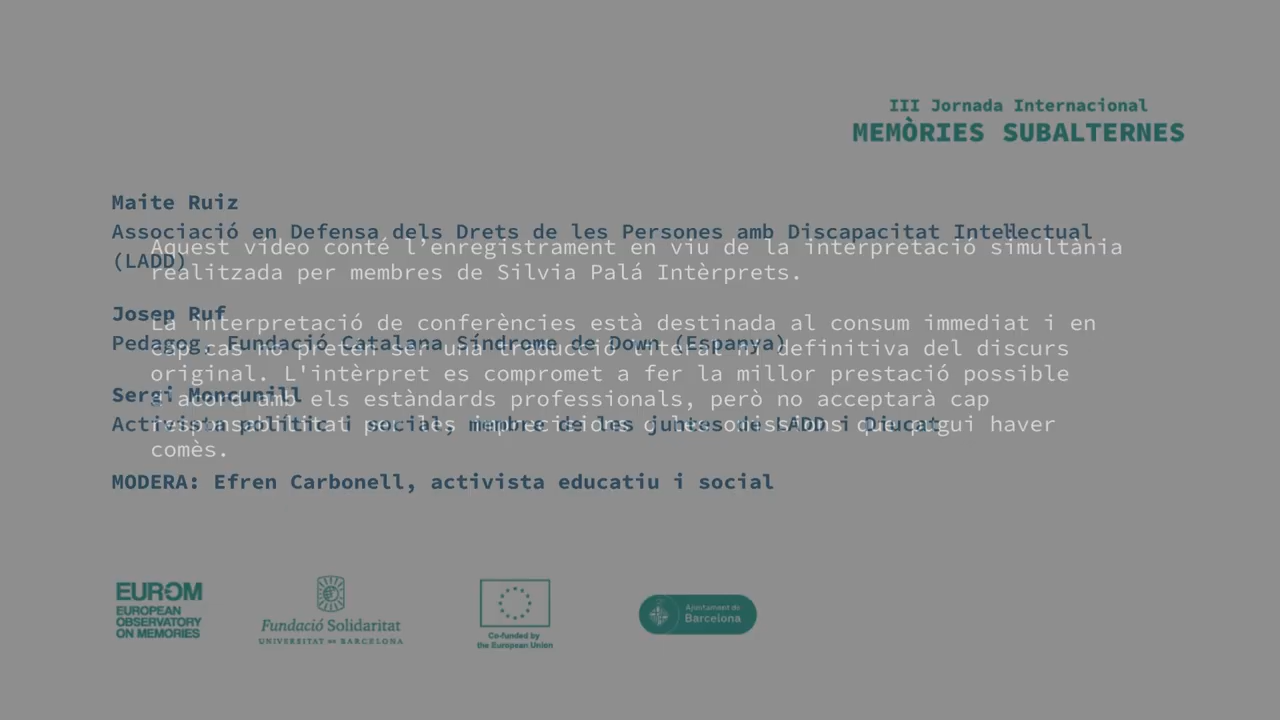 III Jornada Internacional
MEMÒRIES SUBALTERNES
Maite Ruiz
Associació en Defensa dels Drets de les Persones amb Discapacitat Intel·lectual
(LADD)
Aquest vídeo conté l’enregistrament en viu de la interpretació simultània
realitzada per membres de Silvia Palá Intèrprets.
Josep Ruf
Pedagog, Fundació Catalana Síndrome de Down (Espanya)
La interpretació de conferències està destinada al consum immediat i en
cap cas no pretén ser una traducció literal ni definitiva del discurs
original. L'intèrpret es compromet a fer la millor prestació possible
d'acord amb els estàndards professionals, però no acceptarà cap
responsabilitat per les imprecisions o les omissions que pugui haver
comès.
Sergi Moncunill
Activista polític i social, membre de les juntes de LADD i Dincat
MODERA: Efren Carbonell, activista educatiu i social
EUROM
EUROPEAN
OBSERVATORY
ON MEMORIES
Fundació Solidaritat
UNIVERSITAT DE BARCELONA
Co-funded by
the European Union
Ajuntament de
Barcelona